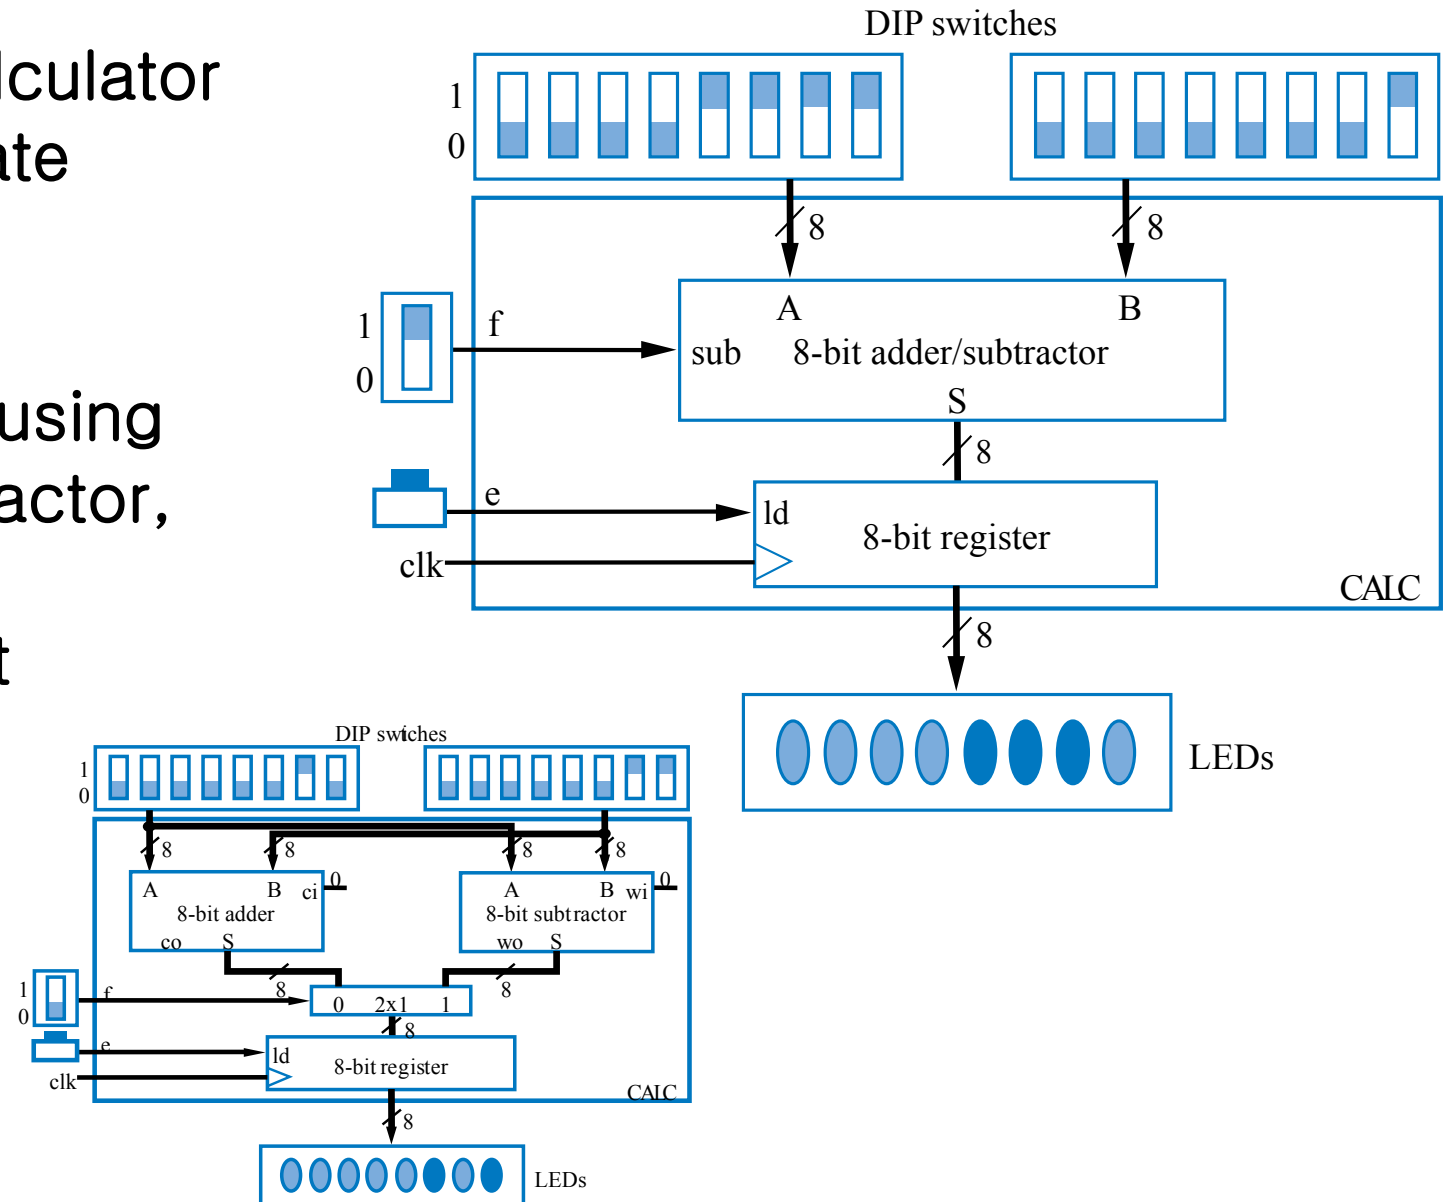 lculator
ate
using
actor,
t
DIP switches
1
0
8
8
A
B
1
0
f
sub
8-bit adder/subtractor
S
8
e
ld
8-bit register
clk
CALC
8
LEDs
DIP switches
1
0
8
8
8
8
A
B
ci
0
8-bit adder
co
S
A
B
wi
0
8-bit subtractor
wo
S
8
8
1
0
f
0
2x1
1
8
e
ld
8-bit register
clk
CALC
8
LEDs